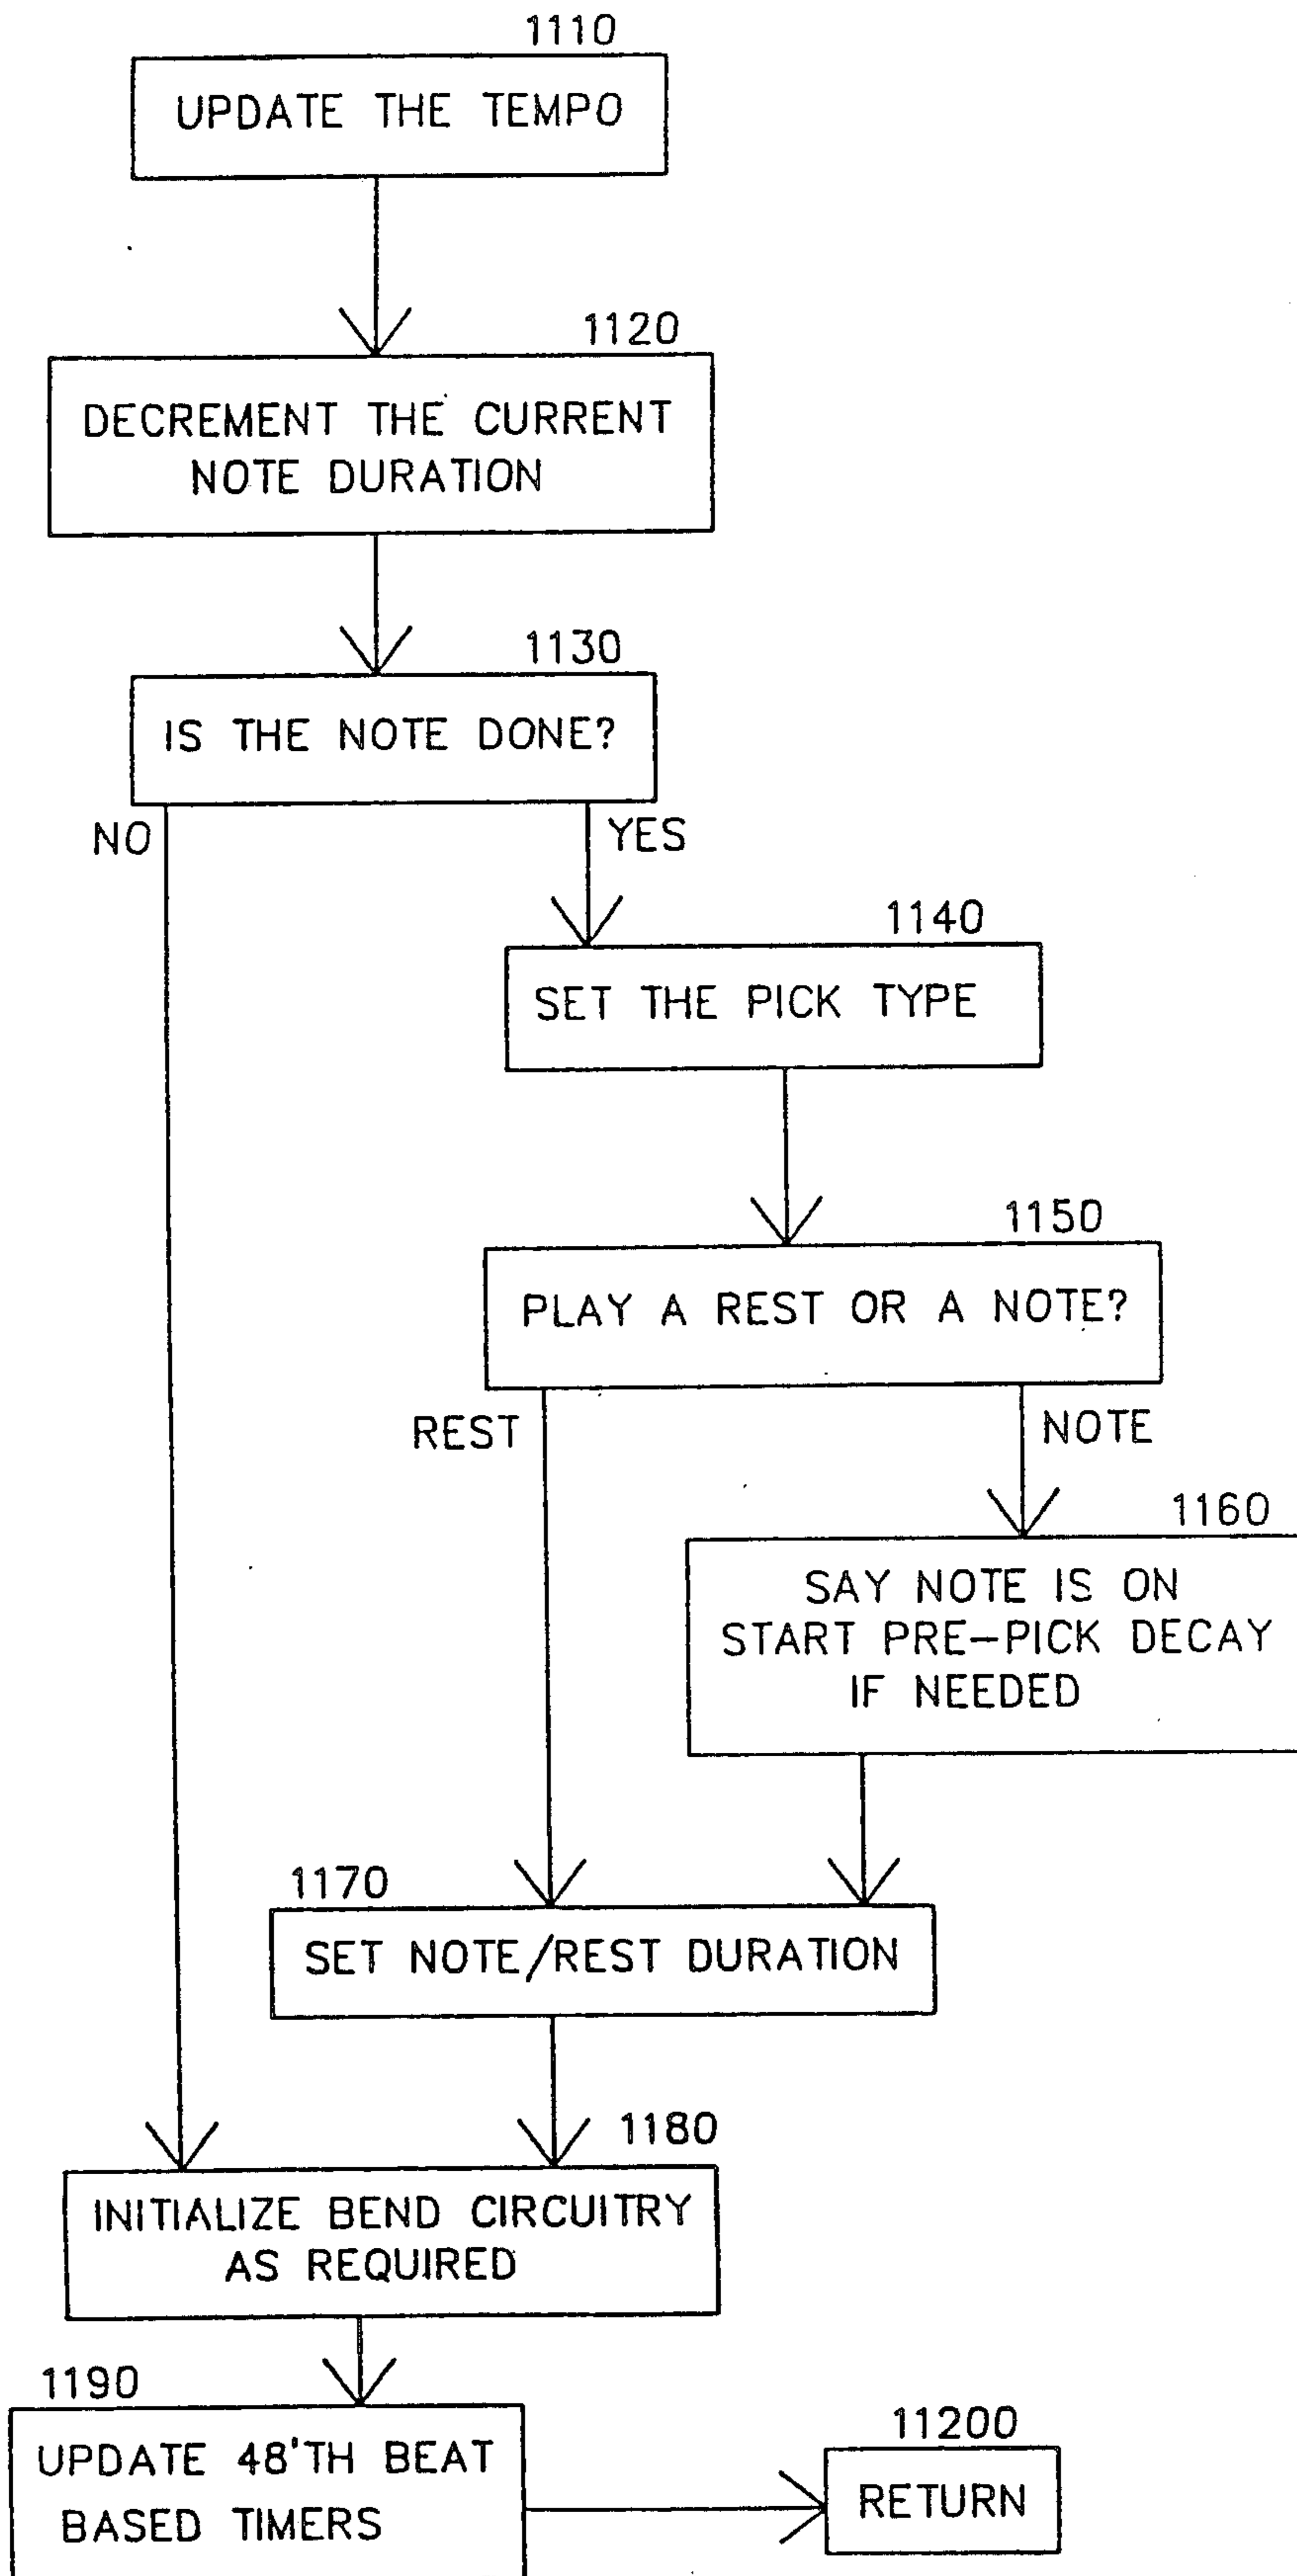 1110
UPDATE THE TEMPO
1120
DECREMENT THE CURRENT
NOTE DURATION
1130
IS THE NOTE DONE?
NO
YES
1140
SET THE PICK TYPE
1150
PLAY A REST OR A NOTE?
REST
NOTE
1160
SAY NOTE IS ON
START PRE-PICK DECAY
IF NEEDED
1170
SET NOTE/REST DURATION
1180
INITIALIZE BEND CIRCUITRY
AS REQUIRED
1190
UPDATE 48'TH BEAT
BASED TIMERS
11200
RETURN